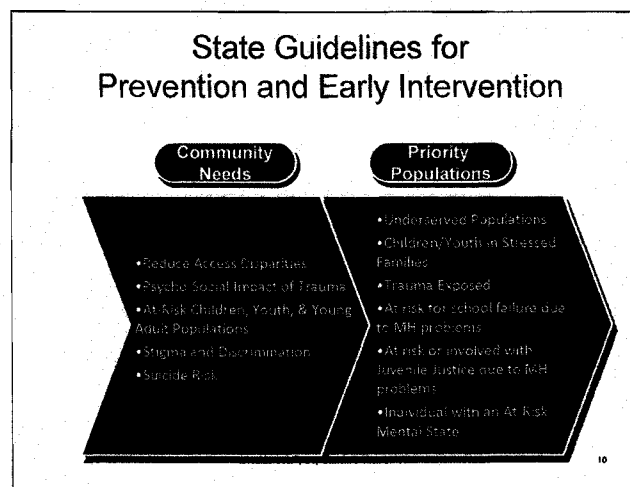 State Guidelines for
Prevention and Early Intervention
Community
Needs
Priority
Populations
•Reduce Access Disparities
•Psycho-Social Impact of Trauma
•At-Risk Children, Youth, & Young
Adult Populations
•Stigma and Discrimination
•Suicide Risk
•Underserved Populations
•Children/Youth in Stressed
Families
•Trauma Exposed
•At risk for school failure due
to MH problems
•At risk or involved with
Juvenile Justice due to MH
problems
•Individual with an At-Risk
Mental State
10